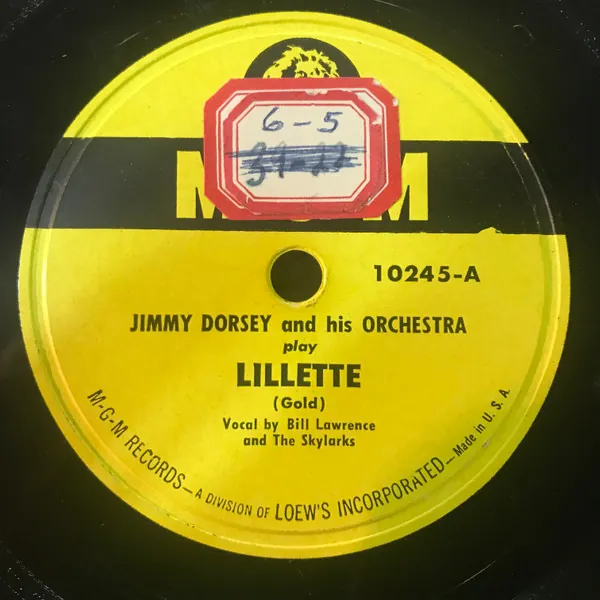 6-5
M M
10245-A
JIMMY DORSEY and his ORCHESTRA
play
LILLETTE
(Gold)
Vocal by Bill Lawrence
and The Skylarks
M-G-M RECORDS—A DIVISION OF LOEW'S INCORPORATED—Made in U. S. A.